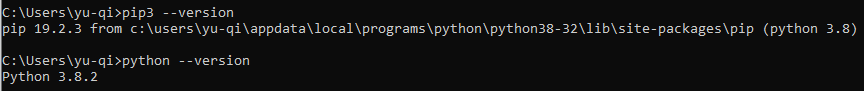 C:\Users\yu-qi>pip3 --version
pip 19.2.3 from c:\users\yu-qi\appdata\local\programs\python\python38-32\lib\site-packages\pip (python 3.8)
C:\Users\yu-qi>python --version
Python 3.8.2